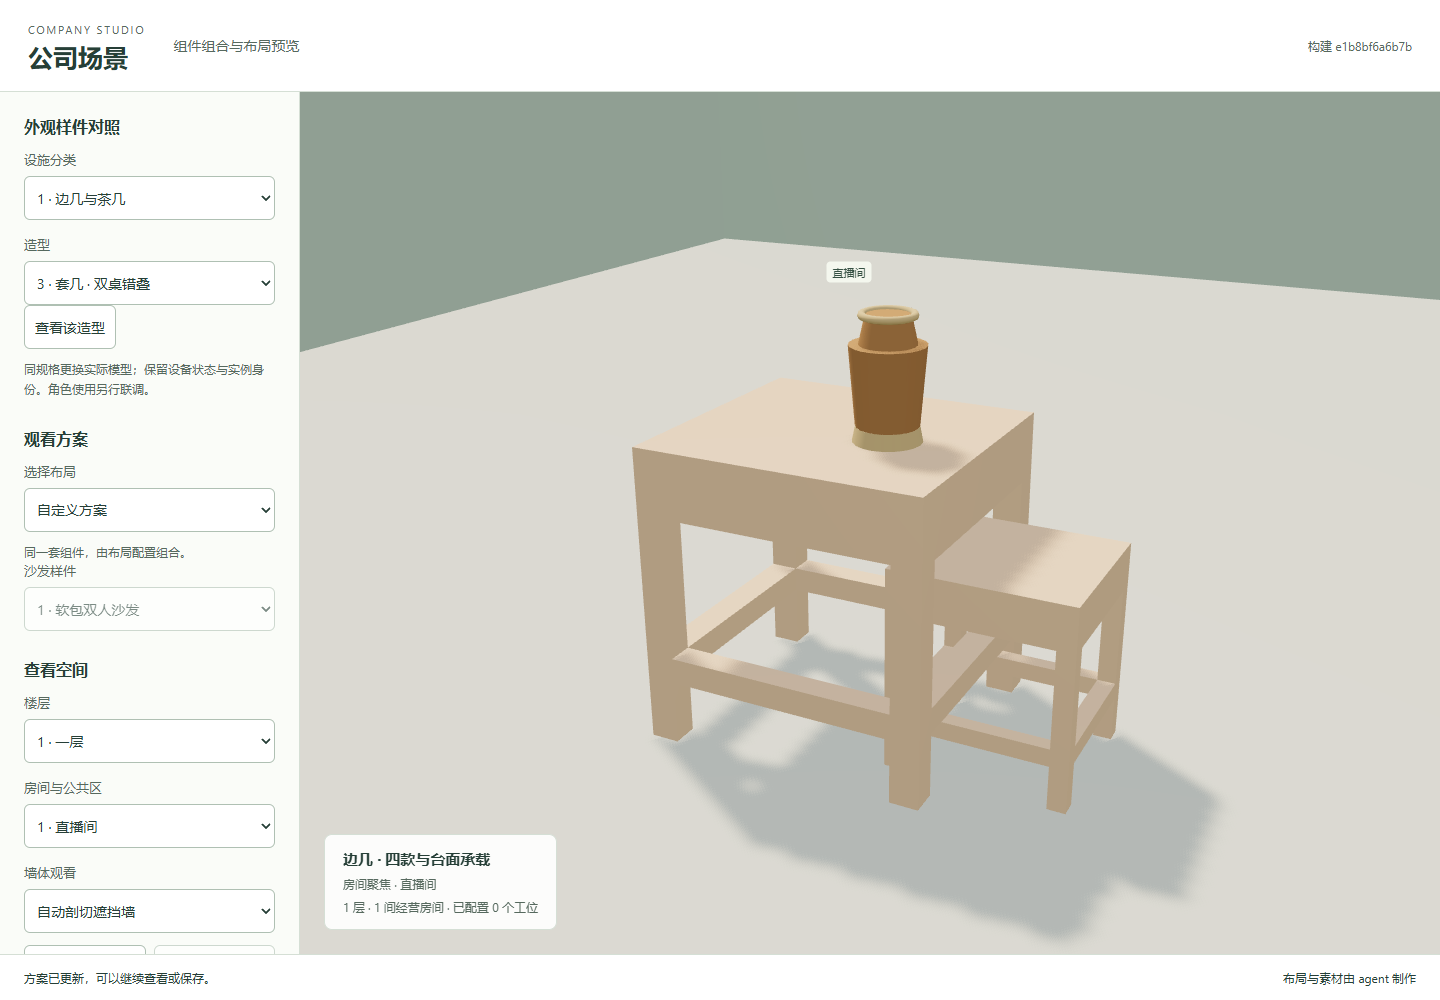 COMPANY STUDIO
公司场景
组件组合与布局预览
构建 e1b8bf6a6b7b
外观样件对照
设施分类
1 · 边几与茶几
造型
3 · 套几 · 双桌错叠
查看该造型
同规格更换实际模型；保留设备状态与实例身
份。角色使用另行联调。
观看方案
选择布局
自定义方案
同一套组件，由布局配置组合。
沙发样件
1 · 软包双人沙发
查看空间
楼层
1 · 一层
房间与公共区
1 · 直播间
墙体观看
自动剖切遮挡墙
直播间
边几 · 四款与台面承载
房间聚焦 · 直播间
1 层 · 1 间经营房间 · 已配置 0 个工位
方案已更新，可以继续查看或保存。
布局与素材由 agent 制作